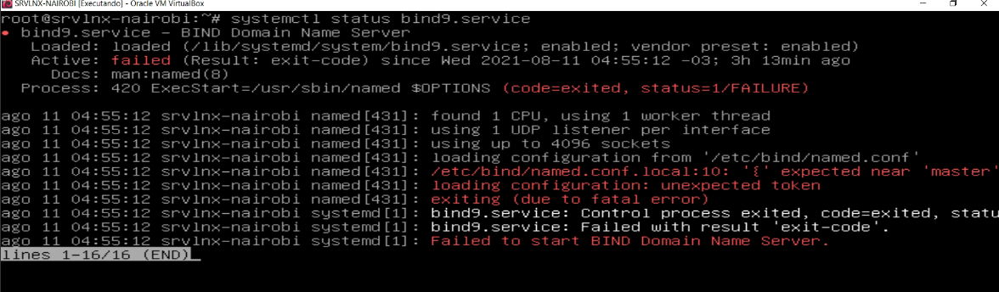 SRVLNX-NAIROBI [Executando] - Oracle VM VirtualBox
root@srvlnx-nairobi:~# systemctl status bind9.service
● bind9.service - BIND Domain Name Server
Loaded: loaded (/lib/systemd/system/bind9.service; enabled; vendor preset: enabled)
Active: failed (Result: exit-code) since Wed 2021-08-11 04:55:12 -03; 3h 13min ago
Docs: man:named(8)
Process: 420 ExecStart=/usr/sbin/named $OPTIONS (code=exited, status=1/FAILURE)
ago 11 04:55:12 srvlnx-nairobi named[431]: found 1 CPU, using 1 worker thread
ago 11 04:55:12 srvlnx-nairobi named[431]: using 1 UDP listener per interface
ago 11 04:55:12 srvlnx-nairobi named[431]: using up to 4096 sockets
ago 11 04:55:12 srvlnx-nairobi named[431]: loading configuration from '/etc/bind/named.conf'
ago 11 04:55:12 srvlnx-nairobi named[431]: /etc/bind/named.conf.local:10: '{' expected near 'master'
ago 11 04:55:12 srvlnx-nairobi named[431]: loading configuration: unexpected token
ago 11 04:55:12 srvlnx-nairobi named[431]: exiting (due to fatal error)
ago 11 04:55:12 srvlnx-nairobi systemd[1]: bind9.service: Control process exited, code=exited, statu
ago 11 04:55:12 srvlnx-nairobi systemd[1]: bind9.service: Failed with result 'exit-code'.
ago 11 04:55:12 srvlnx-nairobi systemd[1]: Failed to start BIND Domain Name Server.
lines 1-16/16 (END)